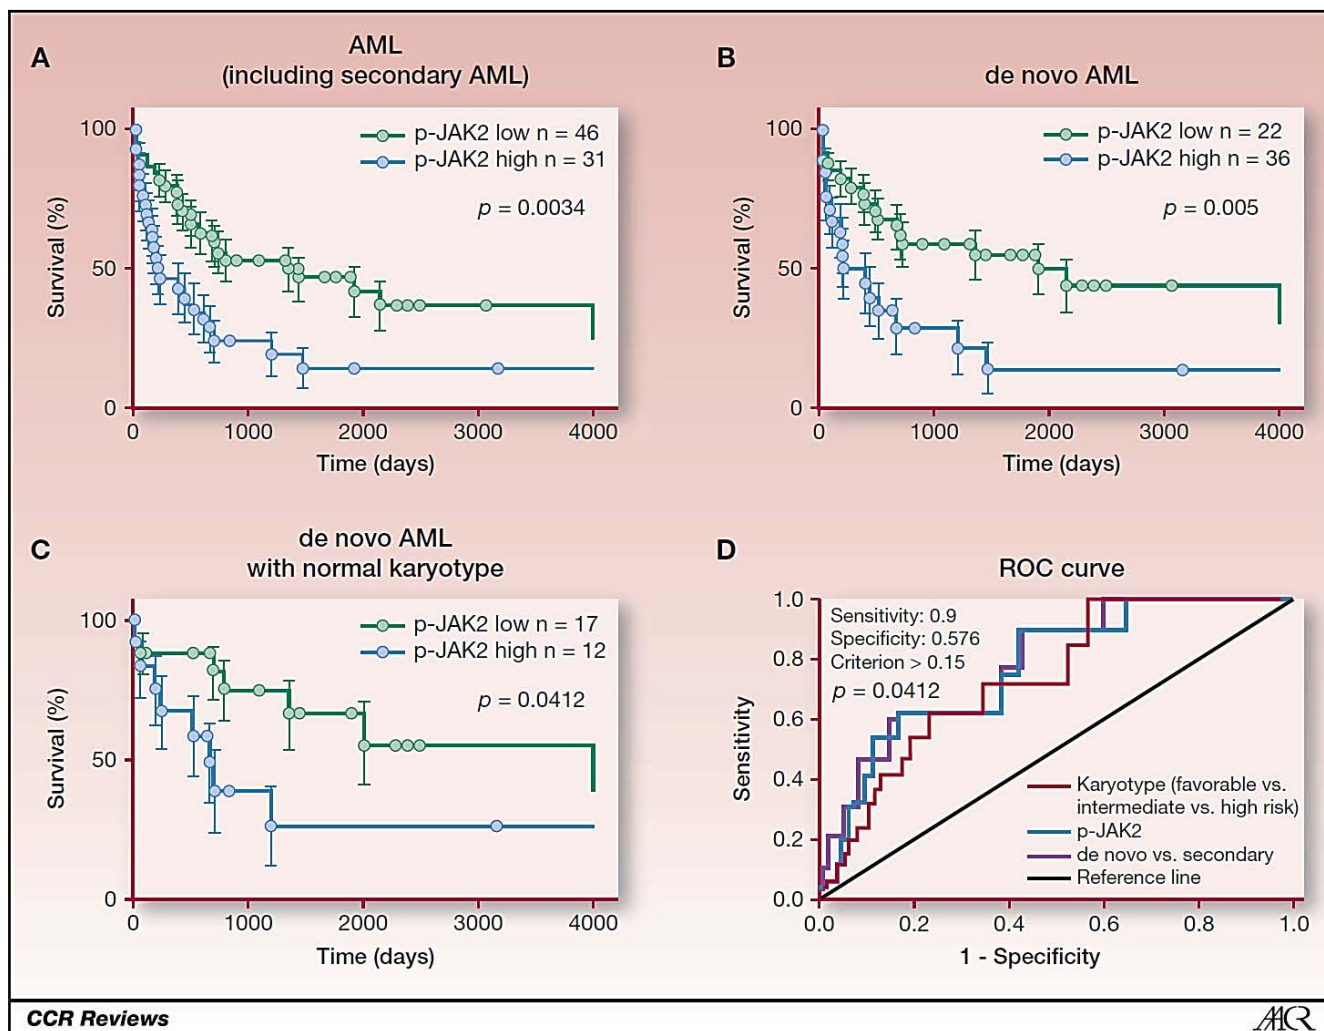 A
AML
(including secondary AML)
p-JAK2 low n = 46
p-JAK2 high n = 31
p = 0.0034
100
50
0
Survival (%)
0 1000 2000 3000 4000
Time (days)
B
de novo AML
p-JAK2 low n = 22
p-JAK2 high n = 36
p = 0.005
100
50
0
Survival (%)
0 1000 2000 3000 4000
Time (days)
C
de novo AML
with normal karyotype
p-JAK2 low n = 17
p-JAK2 high n = 12
p = 0.0412
100
50
0
Survival (%)
0 1000 2000 3000 4000
Time (days)
D
ROC curve
Sensitivity: 0.9
Specificity: 0.576
Criterion > 0.15
p = 0.0412
1.0
0.8
0.6
0.4
0.2
0.0
Sensitivity
Karyotype (favorable vs.
intermediate vs. high risk)
p-JAK2
de novo vs. secondary
Reference line
0.0 0.2 0.4 0.6 0.8 1.0
1 - Specificity
CCR Reviews
AACR